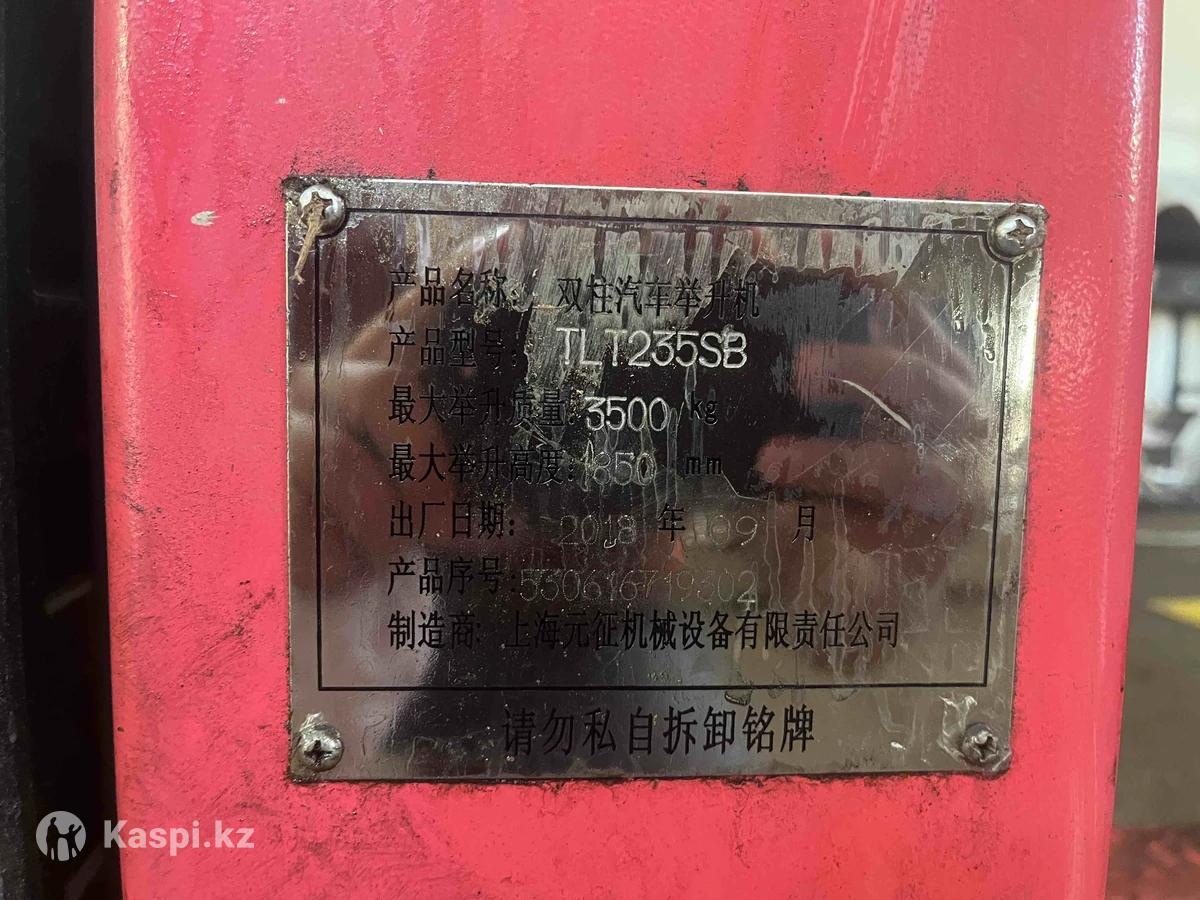 产品名称: 双柱汽车举升机
产品型号: TLT235SB
最大举升质量: 3500 kg
最大举升高度: 1850 mm
出厂日期: 2018 年 09 月
产品序号: 530616719302
制造商: 上海元征机械设备有限责任公司
请勿私自拆卸铭牌
Kaspi.kz